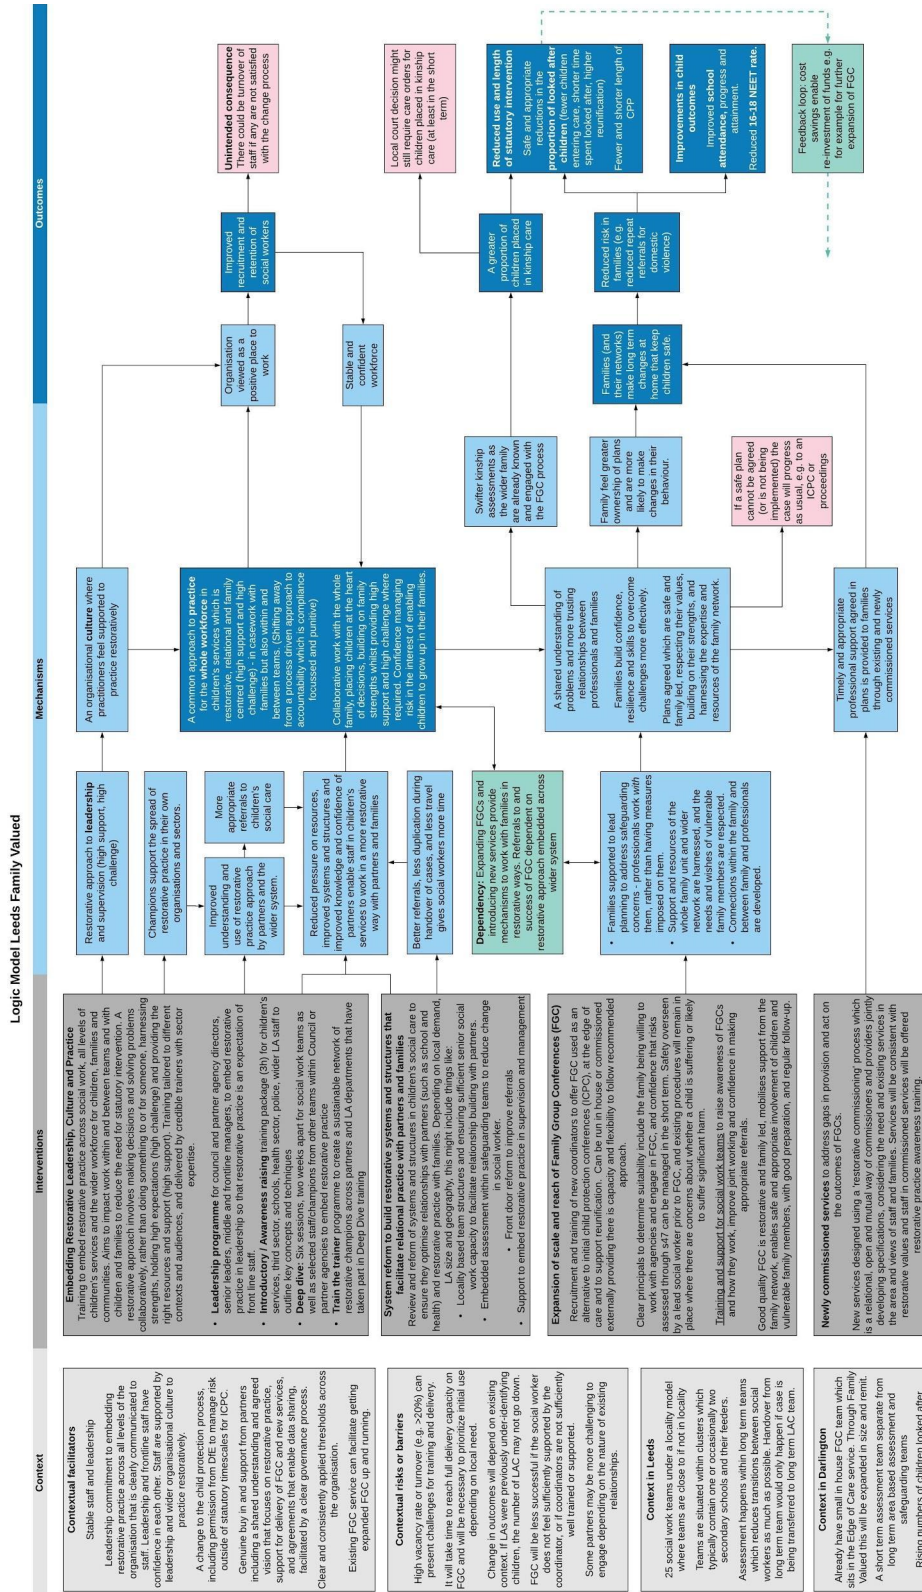 Logic Model Leeds Family Valued
Context
Interventions
Mechanisms
Outcomes
Contextual facilitators
Stable staff and leadership
Leadership commitment to embedding
restorative practice across all levels of the
organisation that is clearly communicated to
staff. Leadership and frontline staff have
confidence in each other. Staff are supported by
leadership and wider organisational culture to
practice restoratively.
A change to the child protection process,
including permission from DfE to manage risk
outside of statutory timescales for ICPC.
Genuine buy in and support from partners
including a shared understanding and agreed
vision that focuses on restorative practice,
support for delivery of FGC and new services,
and agreements that enable data sharing,
facilitated by a clear governance process.
Clear and consistently applied thresholds across
the organisation.
Existing FGC service can facilitate getting
expanded FGC up and running.
Contextual risks or barriers
High vacancy rate or turnover (e.g. >20%) can
present challenges for training and delivery.
It will take time to reach full delivery capacity on
FGC and will be necessary to prioritize initial use
depending on local need.
Change in outcomes will depend on existing
context. If LAs were previously under-identifying
children, the number of LAC may not go down.
FGC will be less successful if the social worker
does not feel sufficiently supported by the
coordinator, or if coordinators are not sufficiently
well trained or supported.
Some partners may be more challenging to
engage depending on the nature of existing
relationships.
Context in Leeds
25 social work teams under a locality model
where teams are close to if not in locality
Teams are situated within clusters which
typically contain one or occasionally two
secondary schools and their feeders.
Assessment happens within long term teams
which reduces transitions between social
workers as much as possible. Handover from
long term team would only happen if case is
being transferred to long term LAC team.
Context in Darlington
Already have small in house FGC team which
sits in the Edge of Care service. Through Family
Valued this will be expanded in size and remit.
A short term assessment team separate from
long term area based assessment and
safeguarding teams
Rising numbers of children looked after
Embedding Restorative Leadership, Culture and Practice
Training to embed restorative practice across social work, all levels of
children's services and the wider workforce for children, families and
communities. Aims to impact work within and between teams and with
children and families to reduce the need for statutory intervention. A
restorative approach involves making decisions and solving problems
collaboratively, rather than doing something to or for someone, harnessing
strengths, holding high expectations (high challenge) and providing the
right resources and support (high support). Training tailored to different
contexts and audiences, and delivered by credible trainers with sector
expertise.
• Leadership programme for council and partner agency directors,
senior leaders, middle and frontline managers, to embed restorative
practice in leadership so that restorative practice is an expectation of
front line staff.
• Introductory / Awareness raising training package (3h) for children's
services, third sector, schools, health sector, police, wider LA staff to
outline key concepts and techniques
• Deep dive: Six sessions, two weeks apart for social work teams as
well as selected staff/champions from other teams within Council or
partner agencies to embed restorative practice
• Train the trainer programme to create a sustainable network of
restorative champions across partners and LA departments that have
taken part in Deep Dive training
System reform to build restorative systems and structures that
facilitate relational practice with partners and families
Review and reform of systems and structures in children's social care to
ensure they optimise relationships with partners (such as school and
health) and restorative practice with families. Depending on local demand,
LA size and geography, this might include things like:
• Locality based team structures and ensuring sufficient senior social
work capacity to facilitate relationship building with partners.
• Embedded assessment within safeguarding teams to reduce change
in social worker.
• Front door reform to improve referrals
• Support to embed restorative practice in supervision and management
Expansion of scale and reach of Family Group Conferences (FGC)
Recruitment and training of new coordinators to offer FGC used as an
alternative to initial child protection conference (ICPC), at the edge of
care and to support reunification. Can be run in house or commissioned
externally provided there is capacity and flexibility to follow recommended
approach.
Clear principals to determine suitability include the family being willing to
work with agencies and engage in FGC, and confidence that risks
assessed through s47 can be managed in the short term. Safety overseen
by a lead social worker prior to FGC, and existing procedures will remain in
place where there are concerns about whether a child is suffering or likely
to suffer significant harm.
Training and support for social work teams to raise awareness of FGCs
and how they work, improve joint working and confidence in making
appropriate referrals.
Good quality FGC is restorative and family led, mobilises support from the
family network, enables safe and appropriate involvement of children and
vulnerable family members, with good preparation, and regular follow-up.
Newly commissioned services to address gaps in provision and act on
the outcomes of FGCs.
New services designed using a 'restorative commissioning' process which
is a relational, open and mutual way of commissioners and providers jointly
developing specifications, considering the need and existing services in
the area and views of staff and families. Services will be consistent with
restorative values and staff in commissioned services will be offered
restorative practice awareness training.
Restorative approach to leadership
and supervision (high support, high
challenge)
Champions support the spread of
restorative practice in their own
organisations and sectors.
Improved
understanding and
use of restorative
practice approach
by partners and the
wider system.
More
appropriate
referrals to
children's
social care
Reduced pressure on resources,
improved systems and structures and
improved knowledge and confidence of
partners enable staff in children's
services to work in a more restorative
way with partners and families
Better referrals, less duplication during
handover of cases, and less travel
gives social workers more time
Dependency: Expanding FGCs and
introducing new services provide
mechanisms to work with families in
restorative ways. Referrals to and
success of FGC dependent on
restorative approach embedded across
wider system
• Families supported to lead
planning to address safeguarding
concerns - professionals work with
them, rather than having measures
imposed on them.
• Support and resources of the
whole family unit and wider
network are harnessed, and the
needs and wishes of vulnerable
family members are respected.
• Connections within the family and
between family and professionals
are developed.
An organisational culture where
practitioners feel supported to
practice restoratively
A common approach to practice
for the whole workforce in
children's services which is
restorative, relational and family
centred (high support and high
challenge) - in casework with
families but also within and
between teams, (Shifting away
from a process driven approach to
accountability which is compliance
focussed and punitive)
Collaborative work with the whole
family, placing children at the heart
of decisions, building on family
strengths whilst providing high
support and high challenge where
required. Confidence managing
risk in the interest of enabling
children to grow up in their families.
A shared understanding of
problems and more trusting
relationships between
professionals and families
Families build confidence,
resilience and skills to overcome
challenges more effectively.
Plans agreed which are safe and
family led, respecting their values,
building on their strengths, and
harnessing the expertise and
resources of the family network.
Timely and appropriate
professional support agreed in
plans is provided to families
through existing and newly
commissioned services
Swifter kinship
assessments as
the wider family
are already known
and engaged with
the FGC process
Family feel greater
ownership of plans
and are more
likely to make
changes in their
behaviour.
If a safe plan
cannot be agreed
(or is not being
implemented) the
case will progress
as usual, e.g. to an
ICPC or
proceedings
Organisation
viewed as a
positive place to
work
Stable and
confident
workforce
Families (and
their networks)
make long term
changes at
home that keep
children safe.
Improved
recruitment and
retention of
social workers
A greater
proportion of
children placed
in kinship care
Reduced risk in
families (e.g.
reduced repeat
referrals for
domestic
violence)
Unintended consequence
There could be turnover of
staff if any are not satisfied
with the change process
Local court decision might
still require care orders for
children placed in kinship
care (at least in the short
term)
Reduced use and length
of statutory intervention
Safe and appropriate
reductions in the
proportion of looked after
children (fewer children
entering care, shorter time
spent looked after, higher
reunification)
Fewer and shorter length of
CPP
Improvements in child
outcomes
Improved school
attendance, progress and
attainment.
Reduced 16-18 NEET rate.
Feedback loop: cost
savings enable
re-investment of funds e.g.
for example for further
expansion of FGC